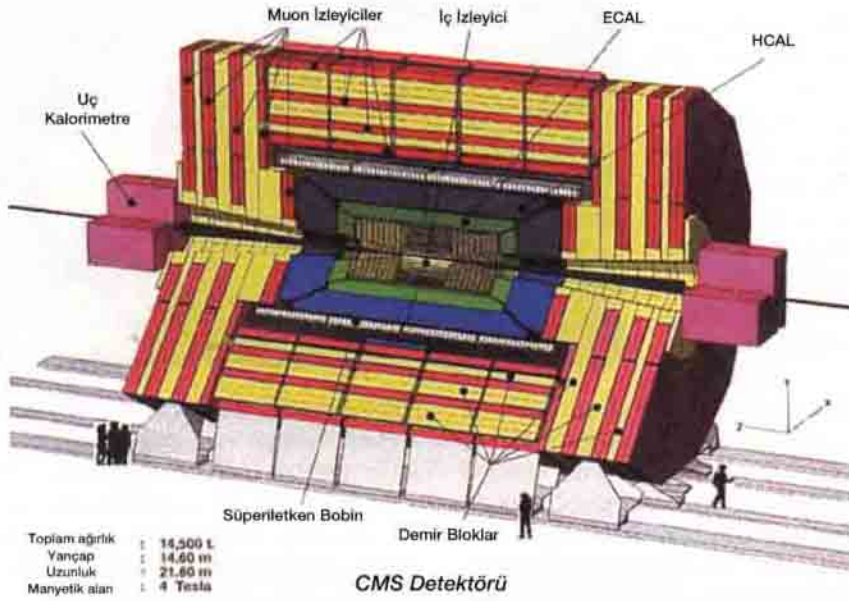 Muon İzleyiciler
İç İzleyici
ECAL
HCAL
Uç
Kalorimetre
Y
X
Z
Süperiletken Bobin
Demir Bloklar
Toplam ağırlık : 14,500 t.
Yarıçap : 14.60 m
Uzunluk : 21.60 m
Manyetik alan : 4 Tesla
CMS Detektörü